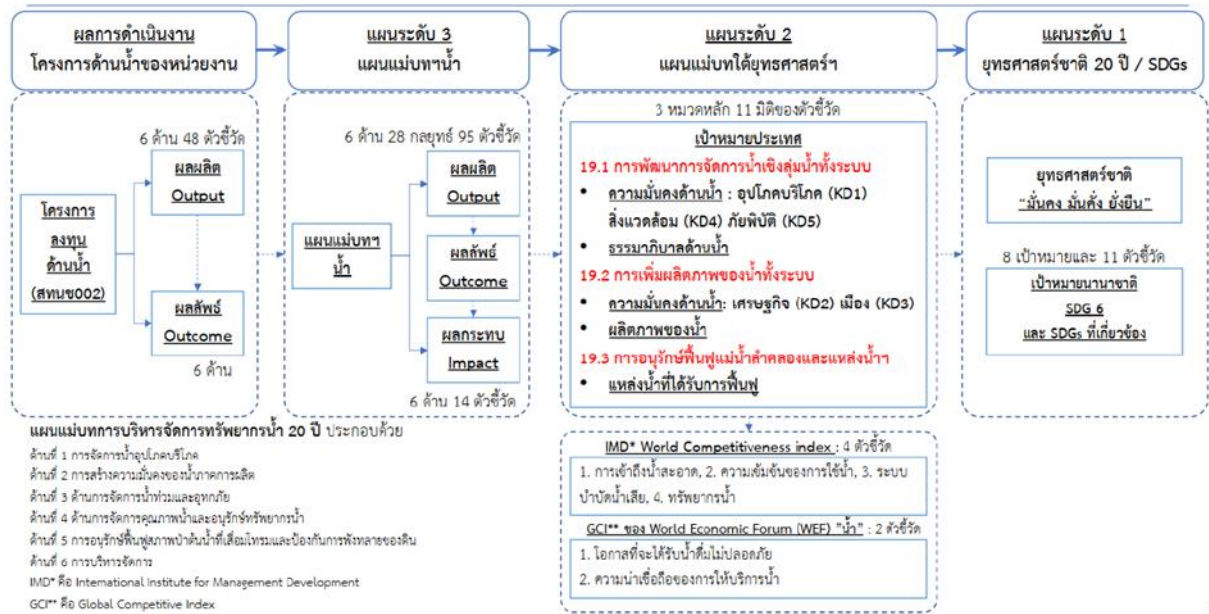 ผลการดำเนินงาน
โครงการด้านน้ำของหน่วยงาน
แผนระดับ 3
แผนแม่บทฯน้ำ
แผนระดับ 2
แผนแม่บทใต้ยุทธศาสตร์ฯ
แผนระดับ 1
ยุทธศาสตร์ชาติ 20 ปี / SDGs
6 ด้าน 48 ตัวชี้วัด
โครงการ
ลงทุน
ด้านน้ำ
(สทนช002)
ผลผลิต
Output
ผลลัพธ์
Outcome
6 ด้าน
6 ด้าน 28 กลยุทธ์ 95 ตัวชี้วัด
แผนแม่บทฯ
น้ำ
ผลผลิต
Output
ผลลัพธ์
Outcome
ผลกระทบ
Impact
6 ด้าน 14 ตัวชี้วัด
3 หมวดหลัก 11 มิติของตัวชี้วัด
เป้าหมายประเทศ
19.1 การพัฒนาการจัดการน้ำเชิงลุ่มน้ำทั้งระบบ
• ความมั่นคงด้านน้ำ : อุปโภคบริโภค (KD1)
สิ่งแวดล้อม (KD4) ภัยพิบัติ (KD5)
• ธรรมาภิบาลด้านน้ำ
19.2 การเพิ่มผลิตภาพของน้ำทั้งระบบ
• ความมั่นคงด้านน้ำ: เศรษฐกิจ (KD2) เมือง (KD3)
• ผลิตภาพของน้ำ
19.3 การอนุรักษ์ฟื้นฟูแม่น้ำลำคลองและแหล่งน้ำฯ
• แหล่งน้ำที่ได้รับการฟื้นฟู
ยุทธศาสตร์ชาติ
“มั่นคง มั่งคั่ง ยั่งยืน”
8 เป้าหมายและ 11 ตัวชี้วัด
เป้าหมายนานาชาติ
SDG 6
และ SDGs ที่เกี่ยวข้อง
IMD* World Competitiveness index : 4 ตัวชี้วัด
1. การเข้าถึงน้ำสะอาด, 2. ความเข้มข้นของการใช้น้ำ, 3. ระบบ
บำบัดน้ำเสีย, 4. ทรัพยากรน้ำ
GCI** ของ World Economic Forum (WEF) "น้ำ" : 2 ตัวชี้วัด
1. โอกาสที่จะได้รับน้ำดื่มไม่ปลอดภัย
2. ความน่าเชื่อถือของการให้บริการน้ำ
แผนแม่บทการบริหารจัดการทรัพยากรน้ำ 20 ปี ประกอบด้วย
ด้านที่ 1 การจัดการน้ำอุปโภคบริโภค
ด้านที่ 2 การสร้างความมั่นคงของน้ำภาคการผลิต
ด้านที่ 3 ด้านการจัดการน้ำท่วมและอุทกภัย
ด้านที่ 4 ด้านการจัดการคุณภาพน้ำและอนุรักษ์ทรัพยากรน้ำ
ด้านที่ 5 การอนุรักษ์ฟื้นฟูสภาพป่าต้นน้ำที่เสื่อมโทรมและป้องกันการพังทลายของดิน
ด้านที่ 6 การบริหารจัดการ
IMD* คือ International Institute for Management Development
GCI** คือ Global Competitive Index